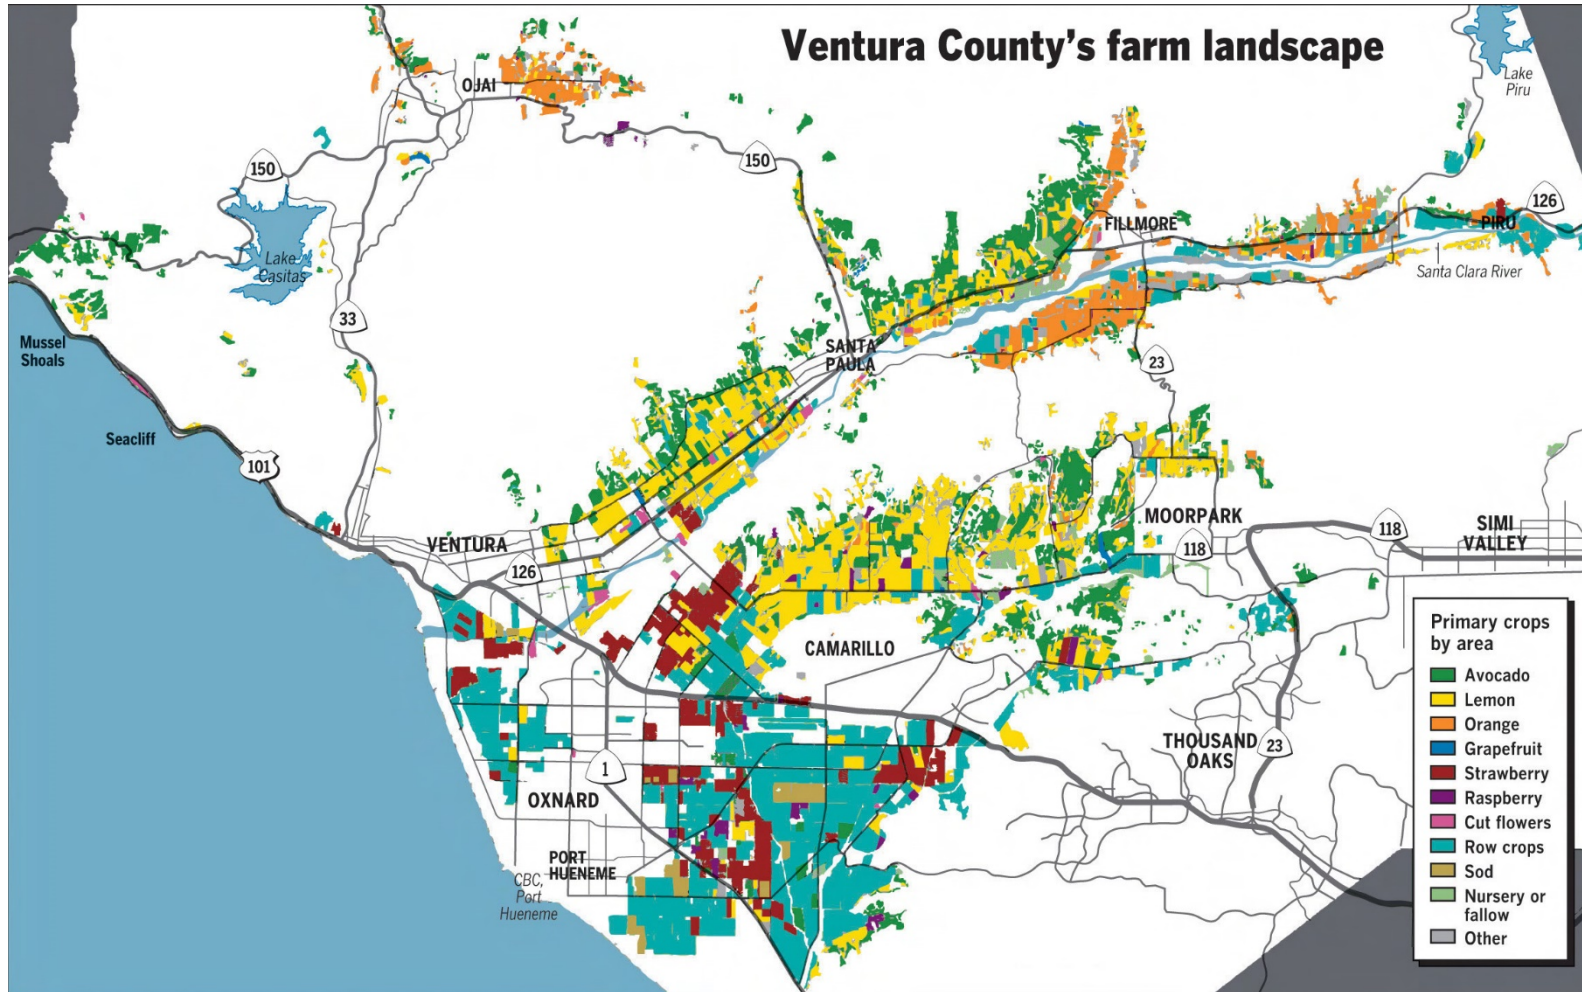 Ventura County's farm landscape
Lake
Piru
OJAI
150
150
126
FILLMORE
PIRU
Santa Clara River
Lake
Casitas
33
Mussel
Shoals
SANTA
PAULA
23
Seacliff
101
MOORPARK
118
118
SIMI
VALLEY
VENTURA
126
CAMARILLO
THOUSAND
OAKS
23
1
OXNARD
PORT
HUENEME
CBC,
Port
Hueneme
Primary crops
by area
Avocado
Lemon
Orange
Grapefruit
Strawberry
Raspberry
Cut flowers
Row crops
Sod
Nursery or
fallow
Other